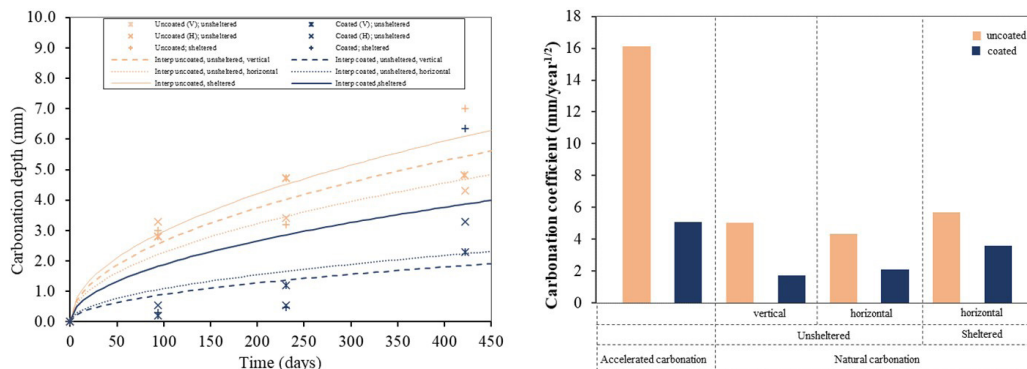 10.0
9.0
8.0
7.0
6.0
5.0
4.0
3.0
2.0
1.0
0.0
Carbonation depth (mm)
Uncoated (V); unsheltered
Coated (V); unsheltered
Uncoated (H); unsheltered
Coated (H); unsheltered
Uncoated; sheltered
Coated; sheltered
Interp uncoated, unsheltered, vertical
Interp coated, unsheltered, vertical
Interp uncoated, unsheltered, horizontal
Interp coated, unsheltered, horizontal
Interp uncoated, sheltered
Interp coated,sheltered
0 50 100 150 200 250 300 350 400 450
Time (days)
Carbonation coefficient (mm/year1/2)
18
16
14
12
10
8
6
4
2
0
uncoated
coated
vertical horizontal horizontal
Unsheltered Sheltered
Accelerated carbonation Natural carbonation